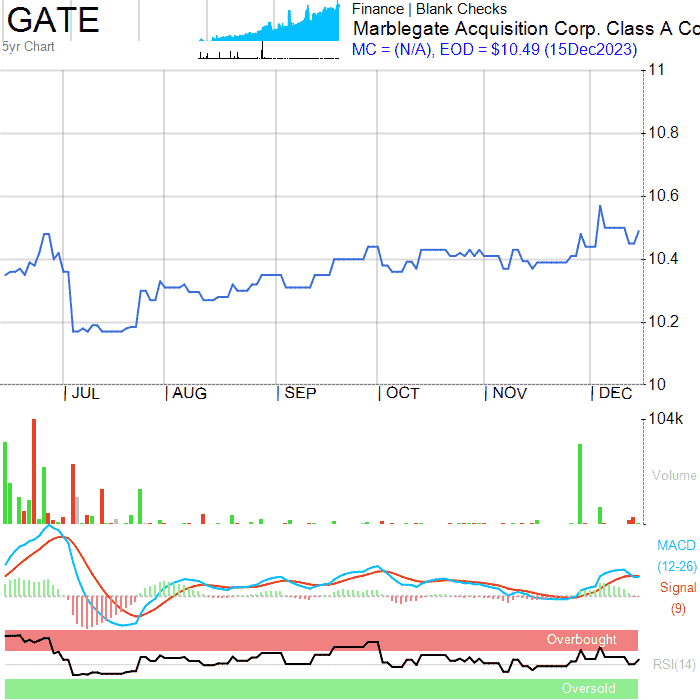 GATE
5yr Chart
Finance | Blank Checks
Marblegate Acquisition Corp. Class A Co
MC = (N/A), EOD = $10.49 (15Dec2023)
11
10.8
10.6
10.4
10.2
10
| JUL | AUG | SEP | OCT | NOV | DEC
104k
Volume
MACD
(12-26)
Signal
(9)
Overbought
RSI(14)
Oversold